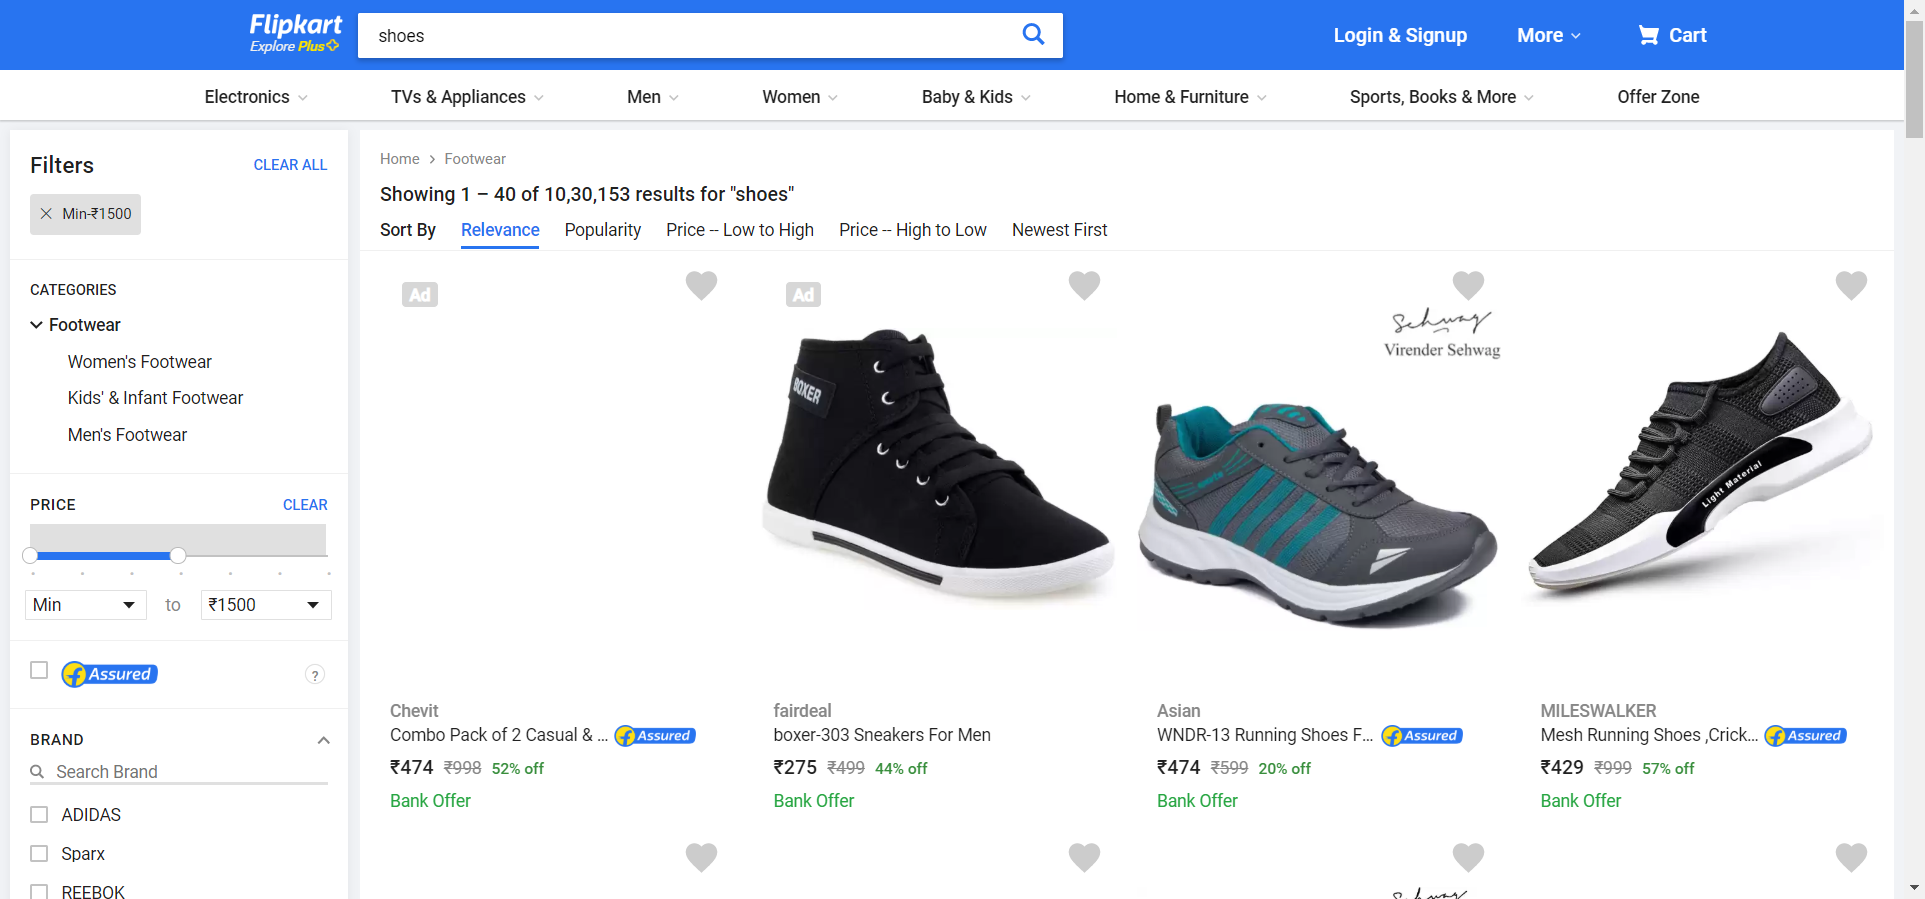 Flipkart
Explore Plus
shoes
Login & Signup
More
Cart
Electronics
TVs & Appliances
Men
Women
Baby & Kids
Home & Furniture
Sports, Books & More
Offer Zone
Filters
CLEAR ALL
Min-₹1500
CATEGORIES
Footwear
Women's Footwear
Kids' & Infant Footwear
Men's Footwear
PRICE
CLEAR
Min
to
₹1500
Assured
?
BRAND
Search Brand
ADIDAS
Sparx
REEBOK
Home
Footwear
Showing 1 – 40 of 10,30,153 results for "shoes"
Sort By
Relevance
Popularity
Price -- Low to High
Price -- High to Low
Newest First
Ad
Chevit
Combo Pack of 2 Casual & ...
Assured
₹474 ₹998 52% off
Bank Offer
Ad
BOXER
fairdeal
boxer-303 Sneakers For Men
₹275 ₹499 44% off
Bank Offer
Sehwag
Virender Sehwag
Asian
WNDR-13 Running Shoes F...
Assured
₹474 ₹599 20% off
Bank Offer
Light Material
MILESWALKER
Mesh Running Shoes ,Crick...
Assured
₹429 ₹999 57% off
Bank Offer